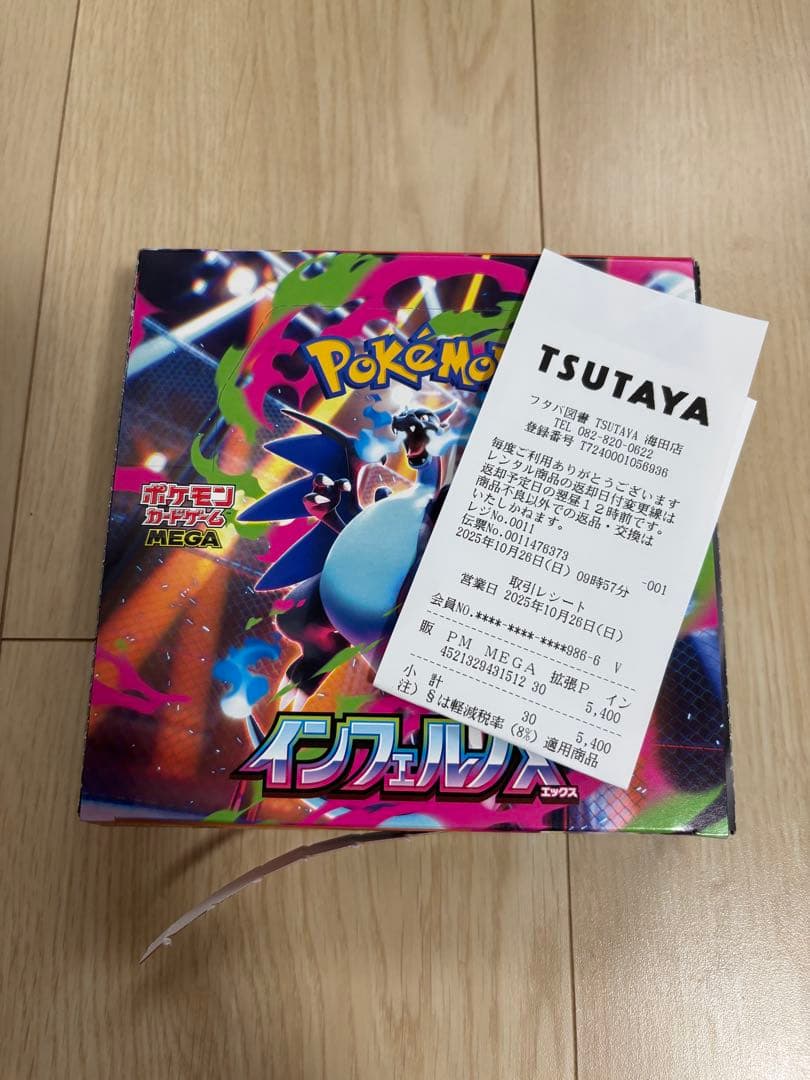 POKÉMO
ポケモン
カードゲーム
MEGA
インフェルノX
エックス
TSUTAYA
フタバ図書 TSUTAYA 海田店
TEL 082-820-0622
登録番号 T7240001056936
毎度ご利用ありがとうございます
レンタル商品の返却日付変更線は
返却予定日の翌昼12時前です。
商品不良以外での返品・交換は
いたしかねます。
レジNo.0011
伝票No.0011476373 -001
2025年10月26日(日) 09時57分
取引レシート
営業日 2025年10月26日(日)
会員NO.****-****-****986-6 V
販 PM MEGA 拡張P イン
4521329431512 30 5,400
小 計 30 5,400
注) §は軽減税率 (8%) 適用商品